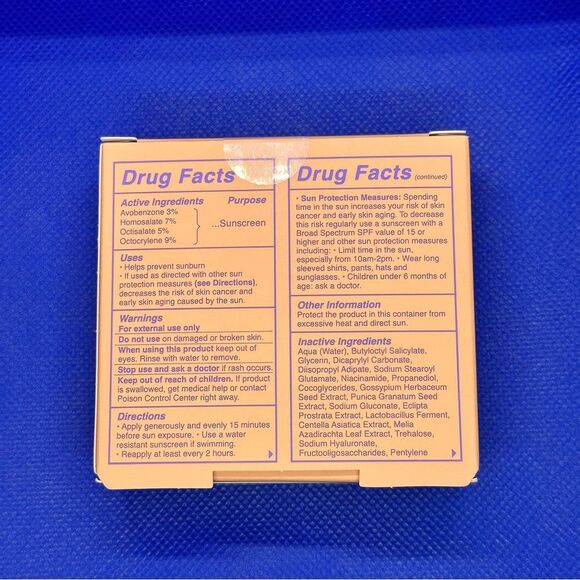 Drug Facts
Active Ingredients Purpose
Avobenzone 3%
Homosalate 7%
Octisalate 5%
Octocrylene 9%
...Sunscreen
Uses
• Helps prevent sunburn
• If used as directed with other sun
protection measures (see Directions),
decreases the risk of skin cancer and
early skin aging caused by the sun.
Warnings
For external use only
Do not use on damaged or broken skin.
When using this product keep out of
eyes. Rinse with water to remove.
Stop use and ask a doctor if rash occurs.
Keep out of reach of children. If product
is swallowed, get medical help or contact
Poison Control Center right away.
Directions
• Apply generously and evenly 15 minutes
before sun exposure. • Use a water
resistant sunscreen if swimming.
• Reapply at least every 2 hours.
Drug Facts (continued)
• Sun Protection Measures: Spending
time in the sun increases your risk of skin
cancer and early skin aging. To decrease
this risk regularly use a sunscreen with a
Broad Spectrum SPF value of 15 or
higher and other sun protection measures
including: • Limit time in the sun,
especially from 10am-2pm. • Wear long
sleeved shirts, pants, hats and
sunglasses. • Children under 6 months of
age: ask a doctor.
Other Information
Protect the product in this container from
excessive heat and direct sun.
Inactive Ingredients
Aqua (Water), Butyloctyl Salicylate,
Glycerin, Dicaprylyl Carbonate,
Diisopropyl Adipate, Sodium Stearoyl
Glutamate, Niacinamide, Propanediol,
Cocoglycerides, Gossypium Herbaceum
Seed Extract, Punica Granatum Seed
Extract, Sodium Gluconate, Eclipta
Prostrata Extract, Lactobacillus Ferment,
Centella Asiatica Extract, Melia
Azadirachta Leaf Extract, Trehalose,
Sodium Hyaluronate,
Fructooligosaccharides, Pentylene